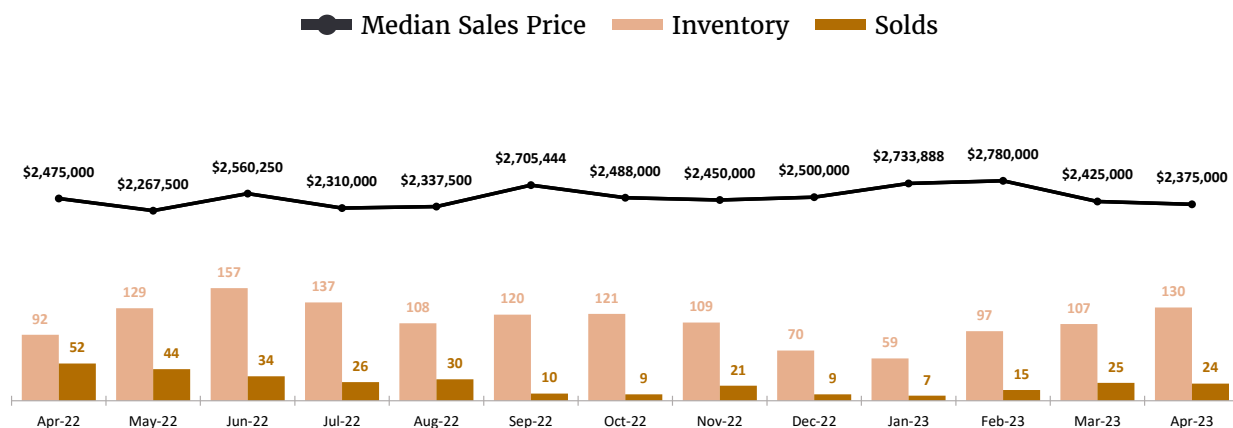 Median Sales Price Inventory Solds
$2,475,000 $2,267,500 $2,560,250 $2,310,000 $2,337,500 $2,705,444 $2,488,000 $2,450,000 $2,500,000 $2,733,888 $2,780,000 $2,425,000 $2,375,000
92 129 157 137 108 120 121 109 70 59 97 107 130
52 44 34 26 30 10 9 21 9 7 15 25 24
Apr-22 May-22 Jun-22 Jul-22 Aug-22 Sep-22 Oct-22 Nov-22 Dec-22 Jan-23 Feb-23 Mar-23 Apr-23